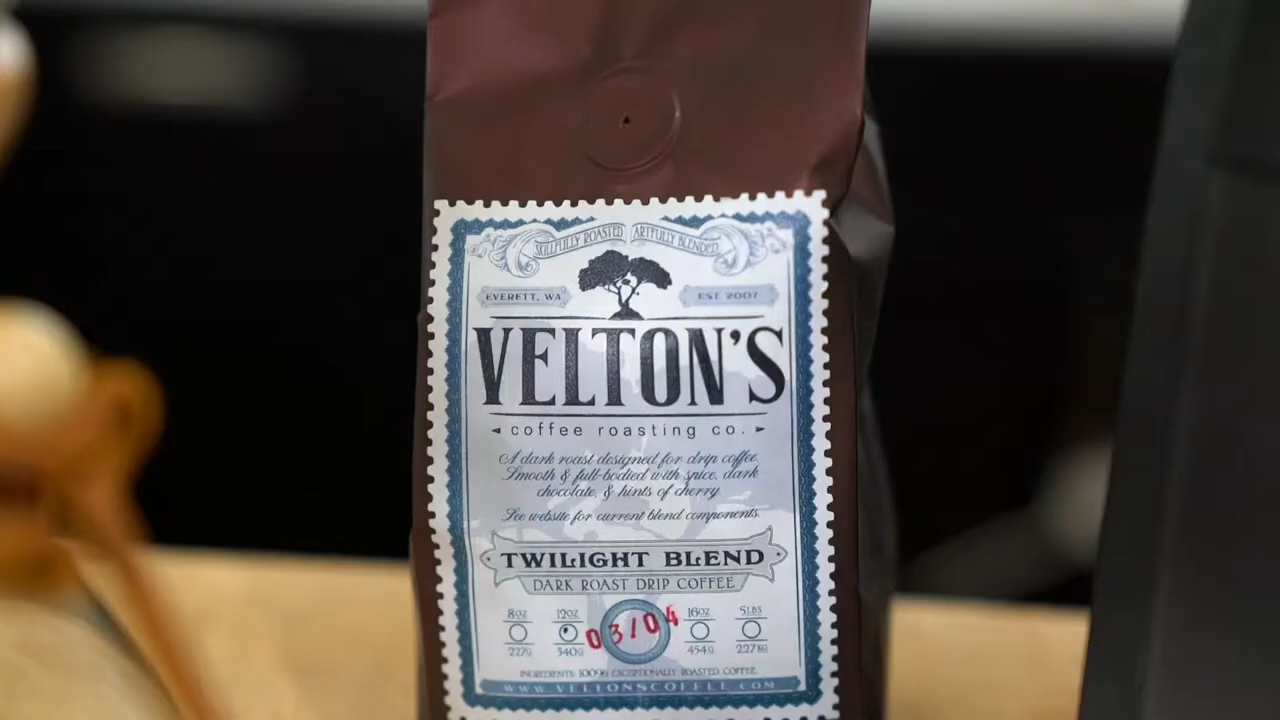 SKILLFULLY ROASTED ARTFULLY BLENDED
EVERETT, WA EST. 2007
VELTON'S
coffee roasting co.
A dark roast designed for drip coffee.
Smooth & full-bodied with spice, dark
chocolate, & hints of cherry.
See website for current blend components.
TWILIGHT BLEND
DARK ROAST DRIP COFFEE
8OZ 12OZ 16OZ 5LBS
03/04
227G 340G 454G 2.27KG
INGREDIENTS: 100% EXCEPTIONALLY ROASTED COFFEE.
WWW.VELTONSCOFFEE.COM